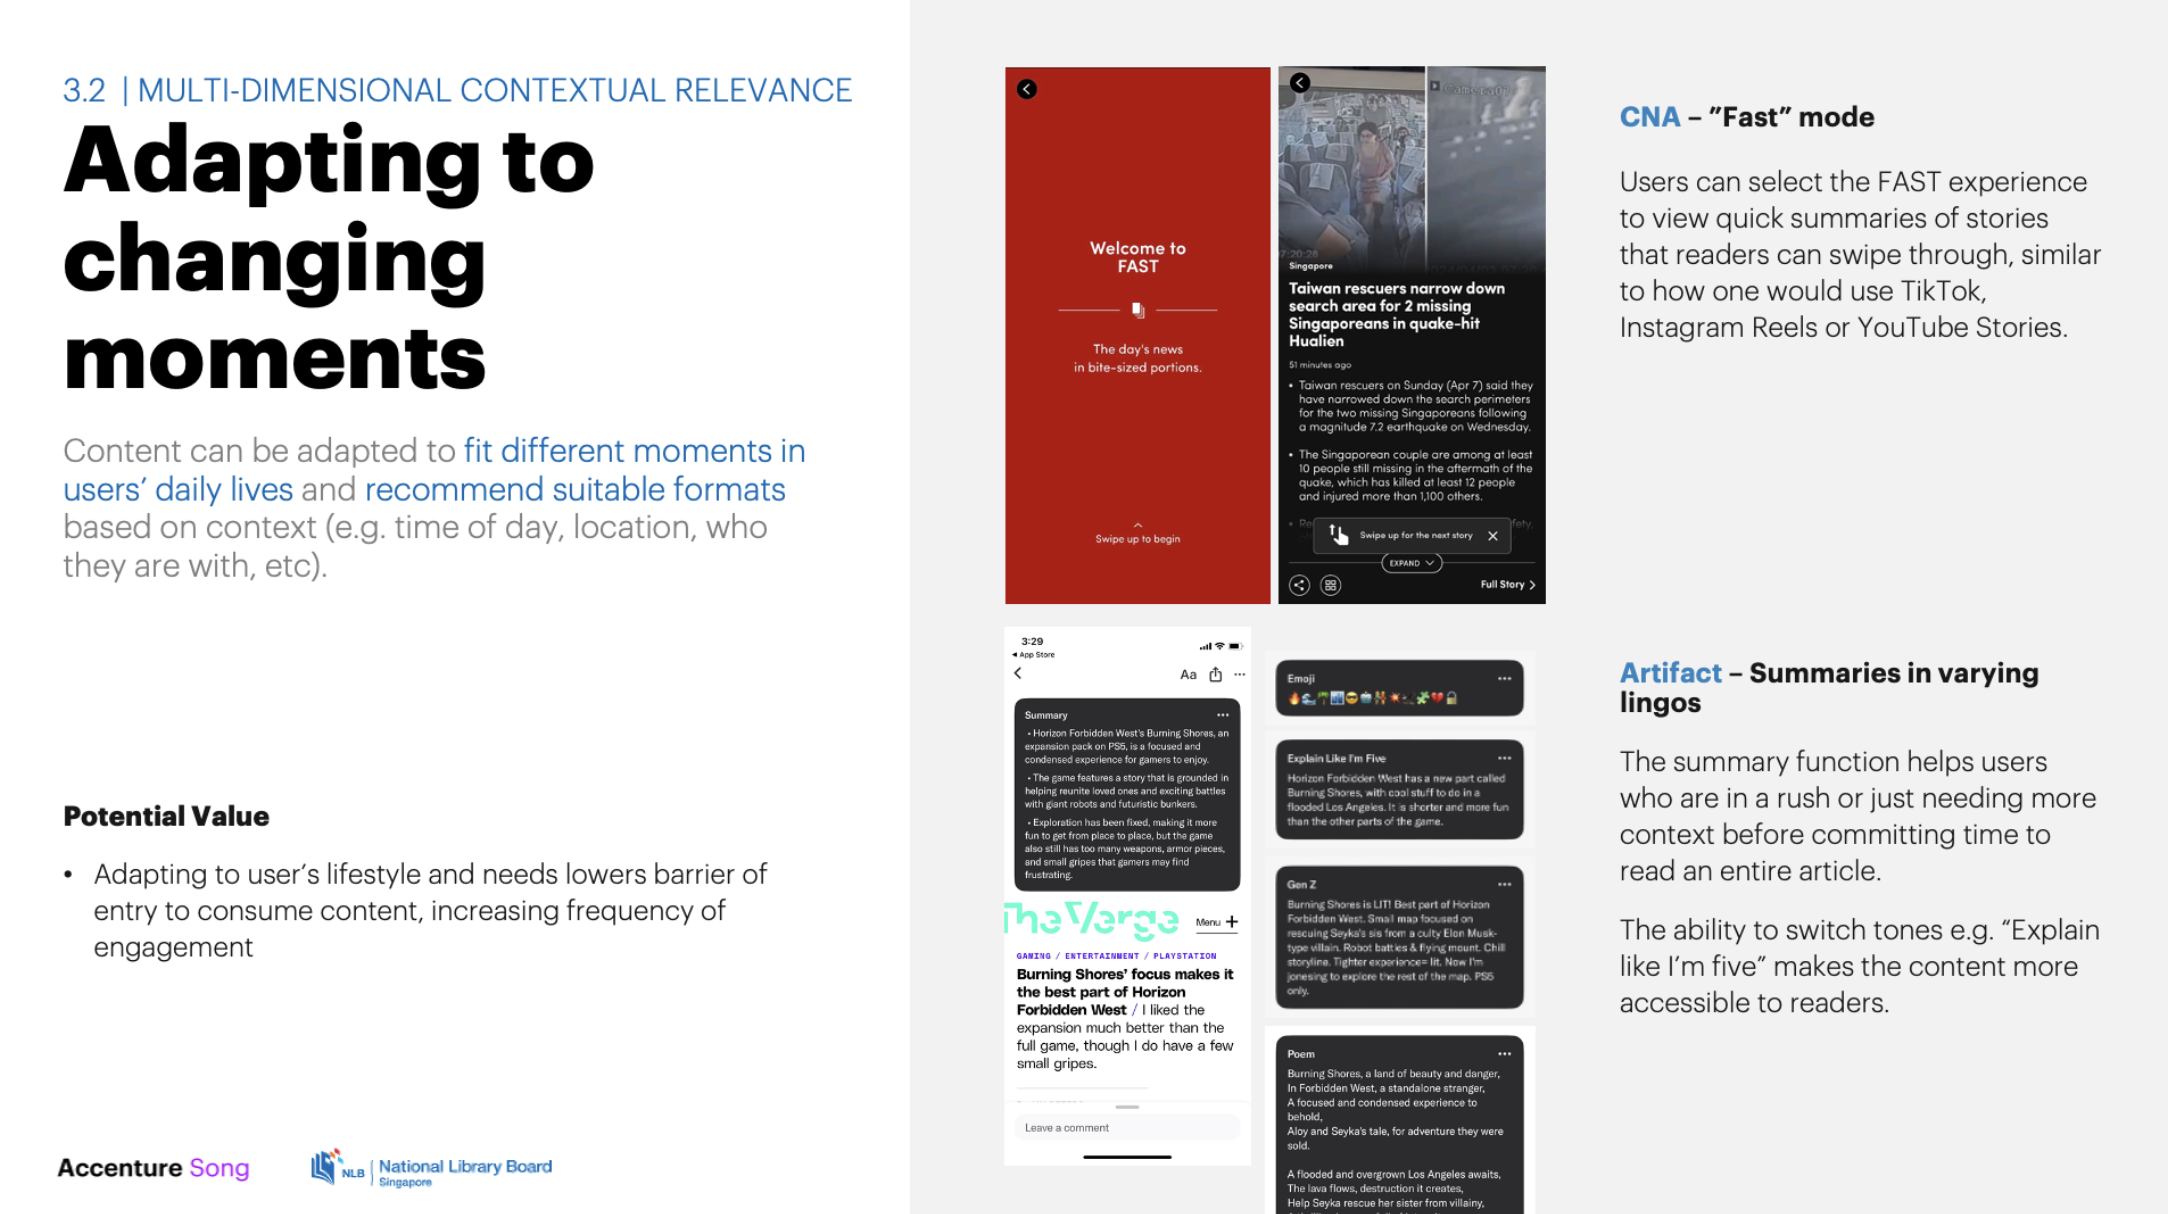 3.2 | MULTI-DIMENSIONAL CONTEXTUAL RELEVANCE
Adapting to
changing
moments
Content can be adapted to fit different moments in
users’ daily lives and recommend suitable formats
based on context (e.g. time of day, location, who
they are with, etc).
Potential Value
• Adapting to user’s lifestyle and needs lowers barrier of
entry to consume content, increasing frequency of
engagement
Accenture Song
NLB | National Library Board
Singapore
Welcome to
FAST
The day's news
in bite-sized portions.
Swipe up to begin
Singapore
Taiwan rescuers narrow down
search area for 2 missing
Singaporeans in quake-hit
Hualien
51 minutes ago
• Taiwan rescuers on Sunday (Apr 7) said they
have narrowed down the search perimeters
for the two missing Singaporeans following
a magnitude 7.2 earthquake on Wednesday.
• The Singaporean couple are among at least
10 people still missing in the aftermath of the
quake, which has killed at least 12 people
and injured more than 1,100 others.
Swipe up for the next story
EXPAND
Full Story
CNA – ”Fast” mode
Users can select the FAST experience
to view quick summaries of stories
that readers can swipe through, similar
to how one would use TikTok,
Instagram Reels or YouTube Stories.
3:29
App Store
Aa
Summary
• Horizon Forbidden West's Burning Shores, an
expansion pack on PS5, is a focused and
condensed experience for gamers to enjoy.
• The game features a story that is grounded in
helping reunite loved ones and exciting battles
with giant robots and futuristic bunkers.
• Exploration has been fixed, making it more
fun to get from place to place, but the game
also still has too many weapons, armor pieces,
and small gripes that gamers may find
frustrating.
The Verge
Menu +
GAMING / ENTERTAINMENT / PLAYSTATION
Burning Shores’ focus makes it
the best part of Horizon
Forbidden West / I liked the
expansion much better than the
full game, though I do have a few
small gripes.
Leave a comment
Emoji
Explain Like I'm Five
Horizon Forbidden West has a new part called
Burning Shores, with cool stuff to do in a
flooded Los Angeles. It is shorter and more fun
than the other parts of the game.
Gen Z
Burning Shores is LIT! Best part of Horizon
Forbidden West. Small map focused on
rescuing Seyka's sis from a culty Elon Musk-
type villain. Robot battles & flying mount. Chill
storyline. Tighter experience= lit. Now I'm
jonesing to explore the rest of the map. PS5
only.
Poem
Burning Shores, a land of beauty and danger,
In Forbidden West, a standalone stranger,
A focused and condensed experience to
behold,
Aloy and Seyka's tale, for adventure they were
sold.
A flooded and overgrown Los Angeles awaits,
The lava flows, destruction it creates,
Help Seyka rescue her sister from villainy,
Artifact – Summaries in varying
lingos
The summary function helps users
who are in a rush or just needing more
context before committing time to
read an entire article.
The ability to switch tones e.g. “Explain
like I’m five” makes the content more
accessible to readers.